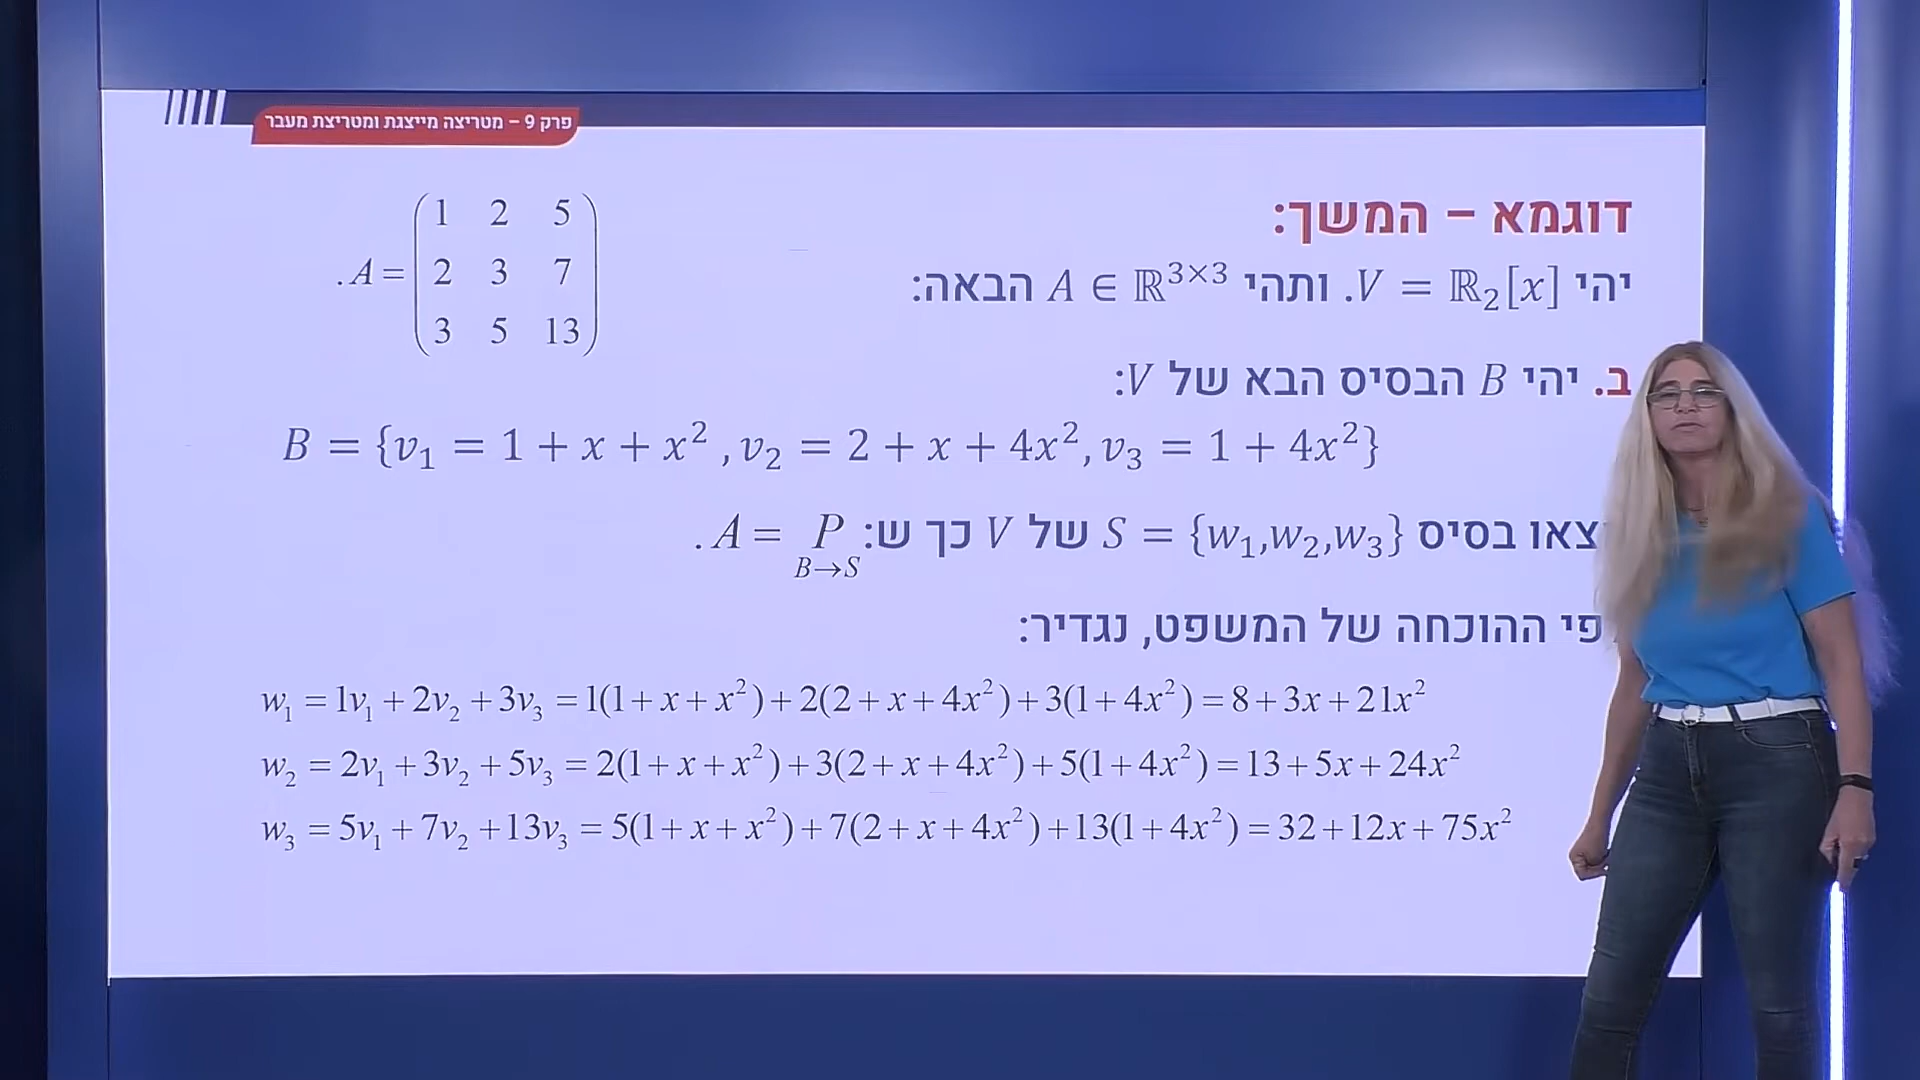 פרק 9 – מטריצה מייצגת ומטריצת מעבר
דוגמא – המשך:
יהי V = ℝ₂[x]. ותהי A ∈ ℝ³ˣ³ הבאה:
.A = (1 2 5
2 3 7
3 5 13)
ב. יהי B הבסיס הבא של V:
B = {v₁ = 1 + x + x² , v₂ = 2 + x + 4x², v₃ = 1 + 4x²}
בסיס S = {w₁,w₂,w₃} של V כך ש: A = P B→S .
פי ההוכחה של המשפט, נגדיר:
w₁ = 1v₁ + 2v₂ + 3v₃ = 1(1 + x + x²) + 2(2 + x + 4x²) + 3(1 + 4x²) = 8 + 3x + 21x²
w₂ = 2v₁ + 3v₂ + 5v₃ = 2(1 + x + x²) + 3(2 + x + 4x²) + 5(1 + 4x²) = 13 + 5x + 24x²
w₃ = 5v₁ + 7v₂ + 13v₃ = 5(1 + x + x²) + 7(2 + x + 4x²) + 13(1 + 4x²) = 32 + 12x + 75x²